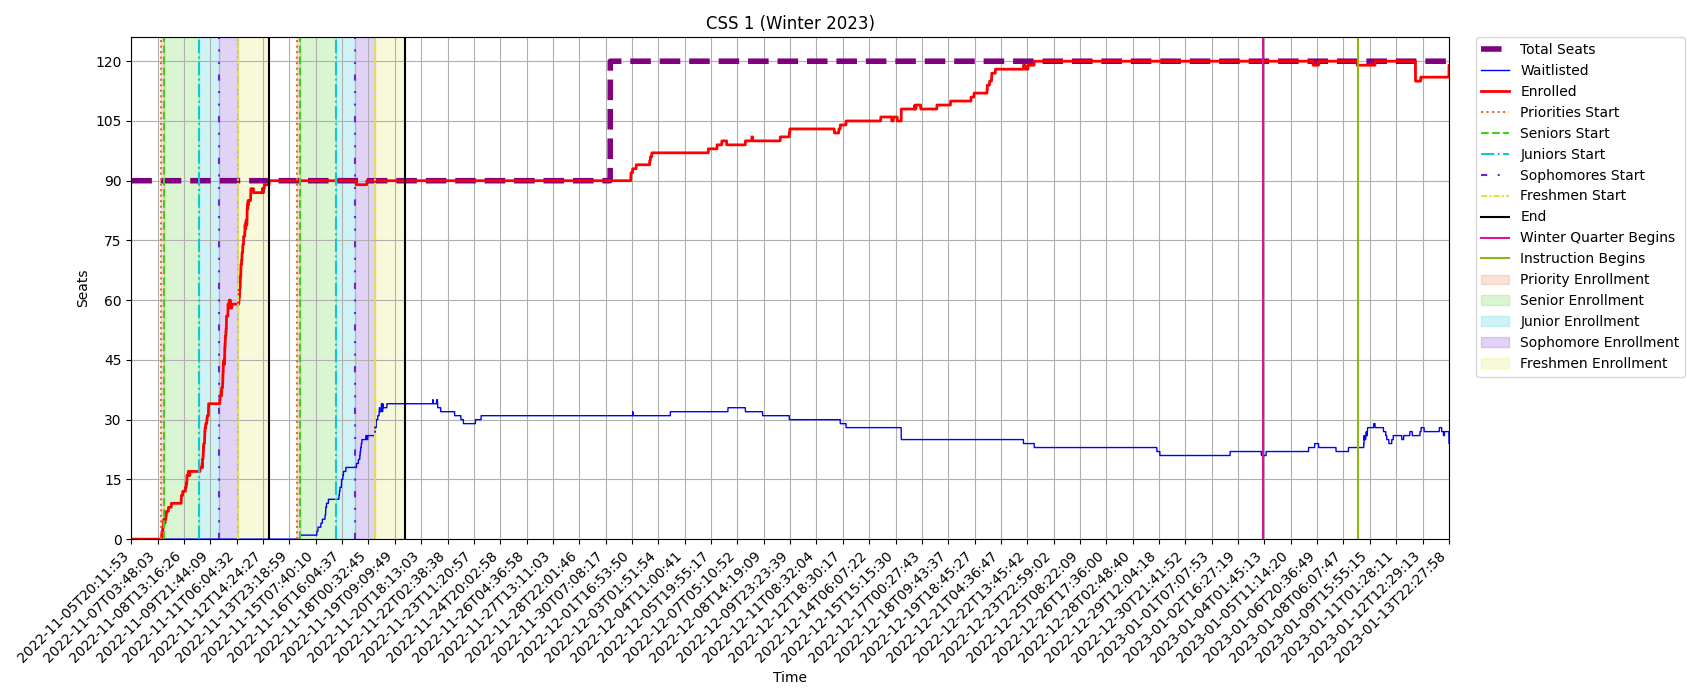 CSS 1 (Winter 2023)
Seats
120
105
90
75
60
45
30
15
0
2022-11-05T20:11:53
2022-11-07T03:48:03
2022-11-08T13:16:26
2022-11-09T21:44:09
2022-11-11T06:04:32
2022-11-12T14:24:27
2022-11-13T23:18:59
2022-11-15T07:40:10
2022-11-16T16:04:37
2022-11-18T00:32:45
2022-11-19T09:09:49
2022-11-20T18:13:03
2022-11-22T02:38:38
2022-11-23T11:20:57
2022-11-24T20:02:58
2022-11-26T04:36:58
2022-11-27T13:11:03
2022-11-28T22:01:46
2022-11-30T07:08:17
2022-12-01T16:53:50
2022-12-03T01:51:54
2022-12-04T11:00:41
2022-12-05T19:55:17
2022-12-07T05:10:52
2022-12-08T14:19:09
2022-12-09T23:23:39
2022-12-11T08:32:04
2022-12-12T18:30:17
2022-12-14T06:07:22
2022-12-15T15:15:30
2022-12-17T00:27:43
2022-12-18T09:43:37
2022-12-19T18:45:27
2022-12-21T04:36:47
2022-12-22T13:45:42
2022-12-23T22:59:02
2022-12-25T08:22:09
2022-12-26T17:36:00
2022-12-28T02:48:40
2022-12-29T12:04:18
2022-12-30T21:41:52
2023-01-01T07:07:53
2023-01-02T16:27:19
2023-01-04T01:45:13
2023-01-05T11:14:20
2023-01-06T20:36:49
2023-01-08T06:07:47
2023-01-09T15:55:15
2023-01-11T01:28:11
2023-01-12T12:29:13
2023-01-13T22:27:58
Time
Total Seats
Waitlisted
Enrolled
Priorities Start
Seniors Start
Juniors Start
Sophomores Start
Freshmen Start
End
Winter Quarter Begins
Instruction Begins
Priority Enrollment
Senior Enrollment
Junior Enrollment
Sophomore Enrollment
Freshmen Enrollment